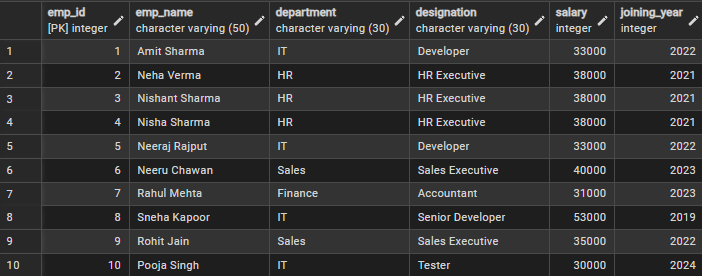 emp_id emp_name department designation salary joining_year
[PK] integer character varying (50) character varying (30) character varying (30) integer integer
1 1 Amit Sharma IT Developer 33000 2022
2 2 Neha Verma HR HR Executive 38000 2021
3 3 Nishant Sharma HR HR Executive 38000 2021
4 4 Nisha Sharma HR HR Executive 38000 2021
5 5 Neeraj Rajput IT Developer 33000 2022
6 6 Neeru Chawan Sales Sales Executive 40000 2023
7 7 Rahul Mehta Finance Accountant 31000 2023
8 8 Sneha Kapoor IT Senior Developer 53000 2019
9 9 Rohit Jain Sales Sales Executive 35000 2022
10 10 Pooja Singh IT Tester 30000 2024